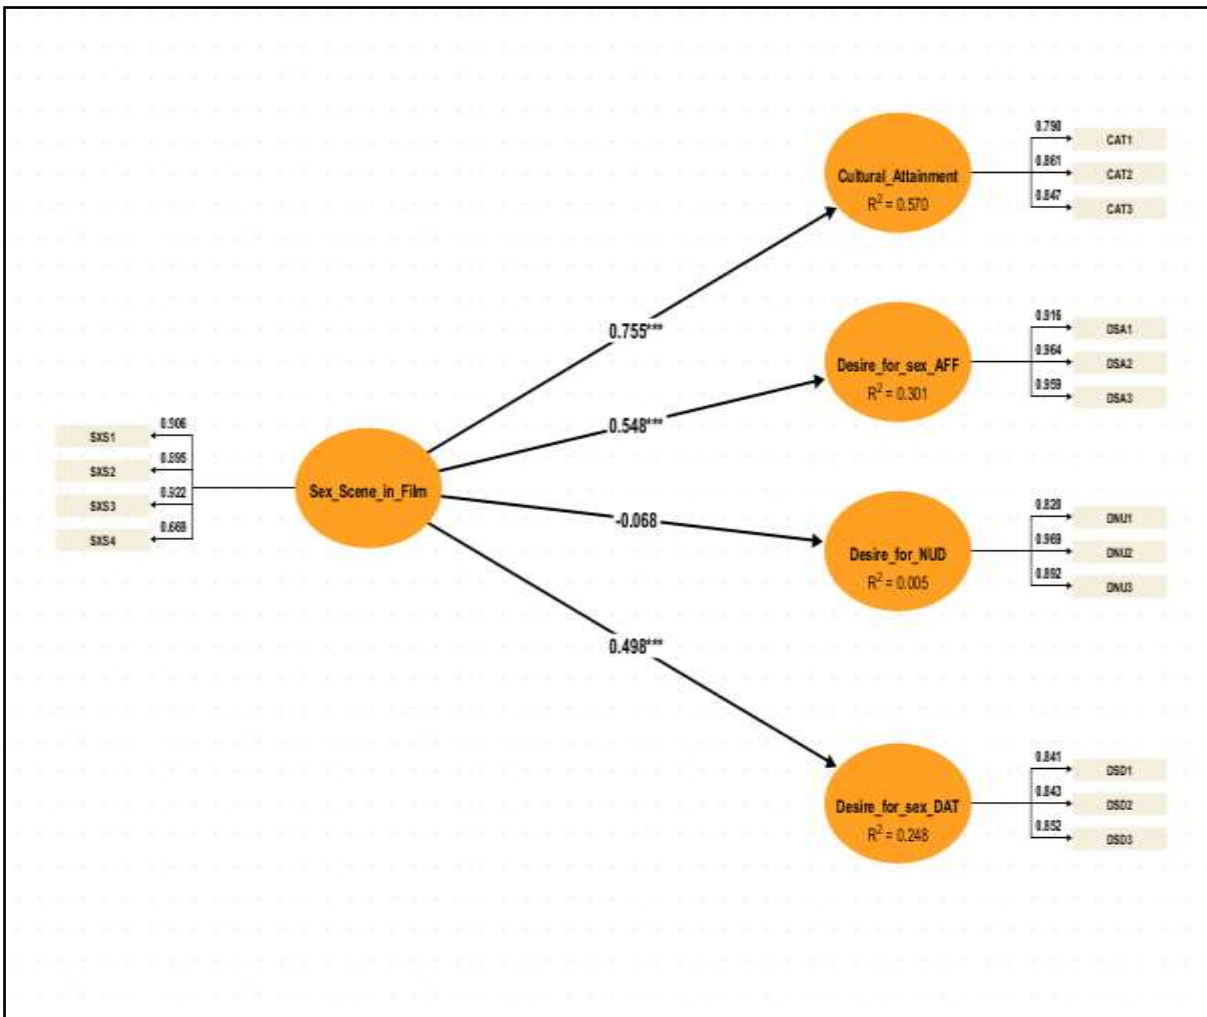 0.790
CAT1
Cultural_Attainment
0.861
CAT2
R² = 0.570
0.847
CAT3
0.755***
0.916
DSA1
Desire_for_sex_AFF
0.964
DSA2
R² = 0.301
0.959
DSA3
0.548***
0.906
SXS1
0.895
SXS2
Sex_Scene_in_Film
0.922
SXS3
0.669
SXS4
-0.068
0.820
DNU1
Desire_for_NUD
0.969
DNU2
R² = 0.005
0.892
DNU3
0.498***
0.841
DSD1
Desire_for_sex_DAT
0.843
DSD2
R² = 0.248
0.852
DSD3